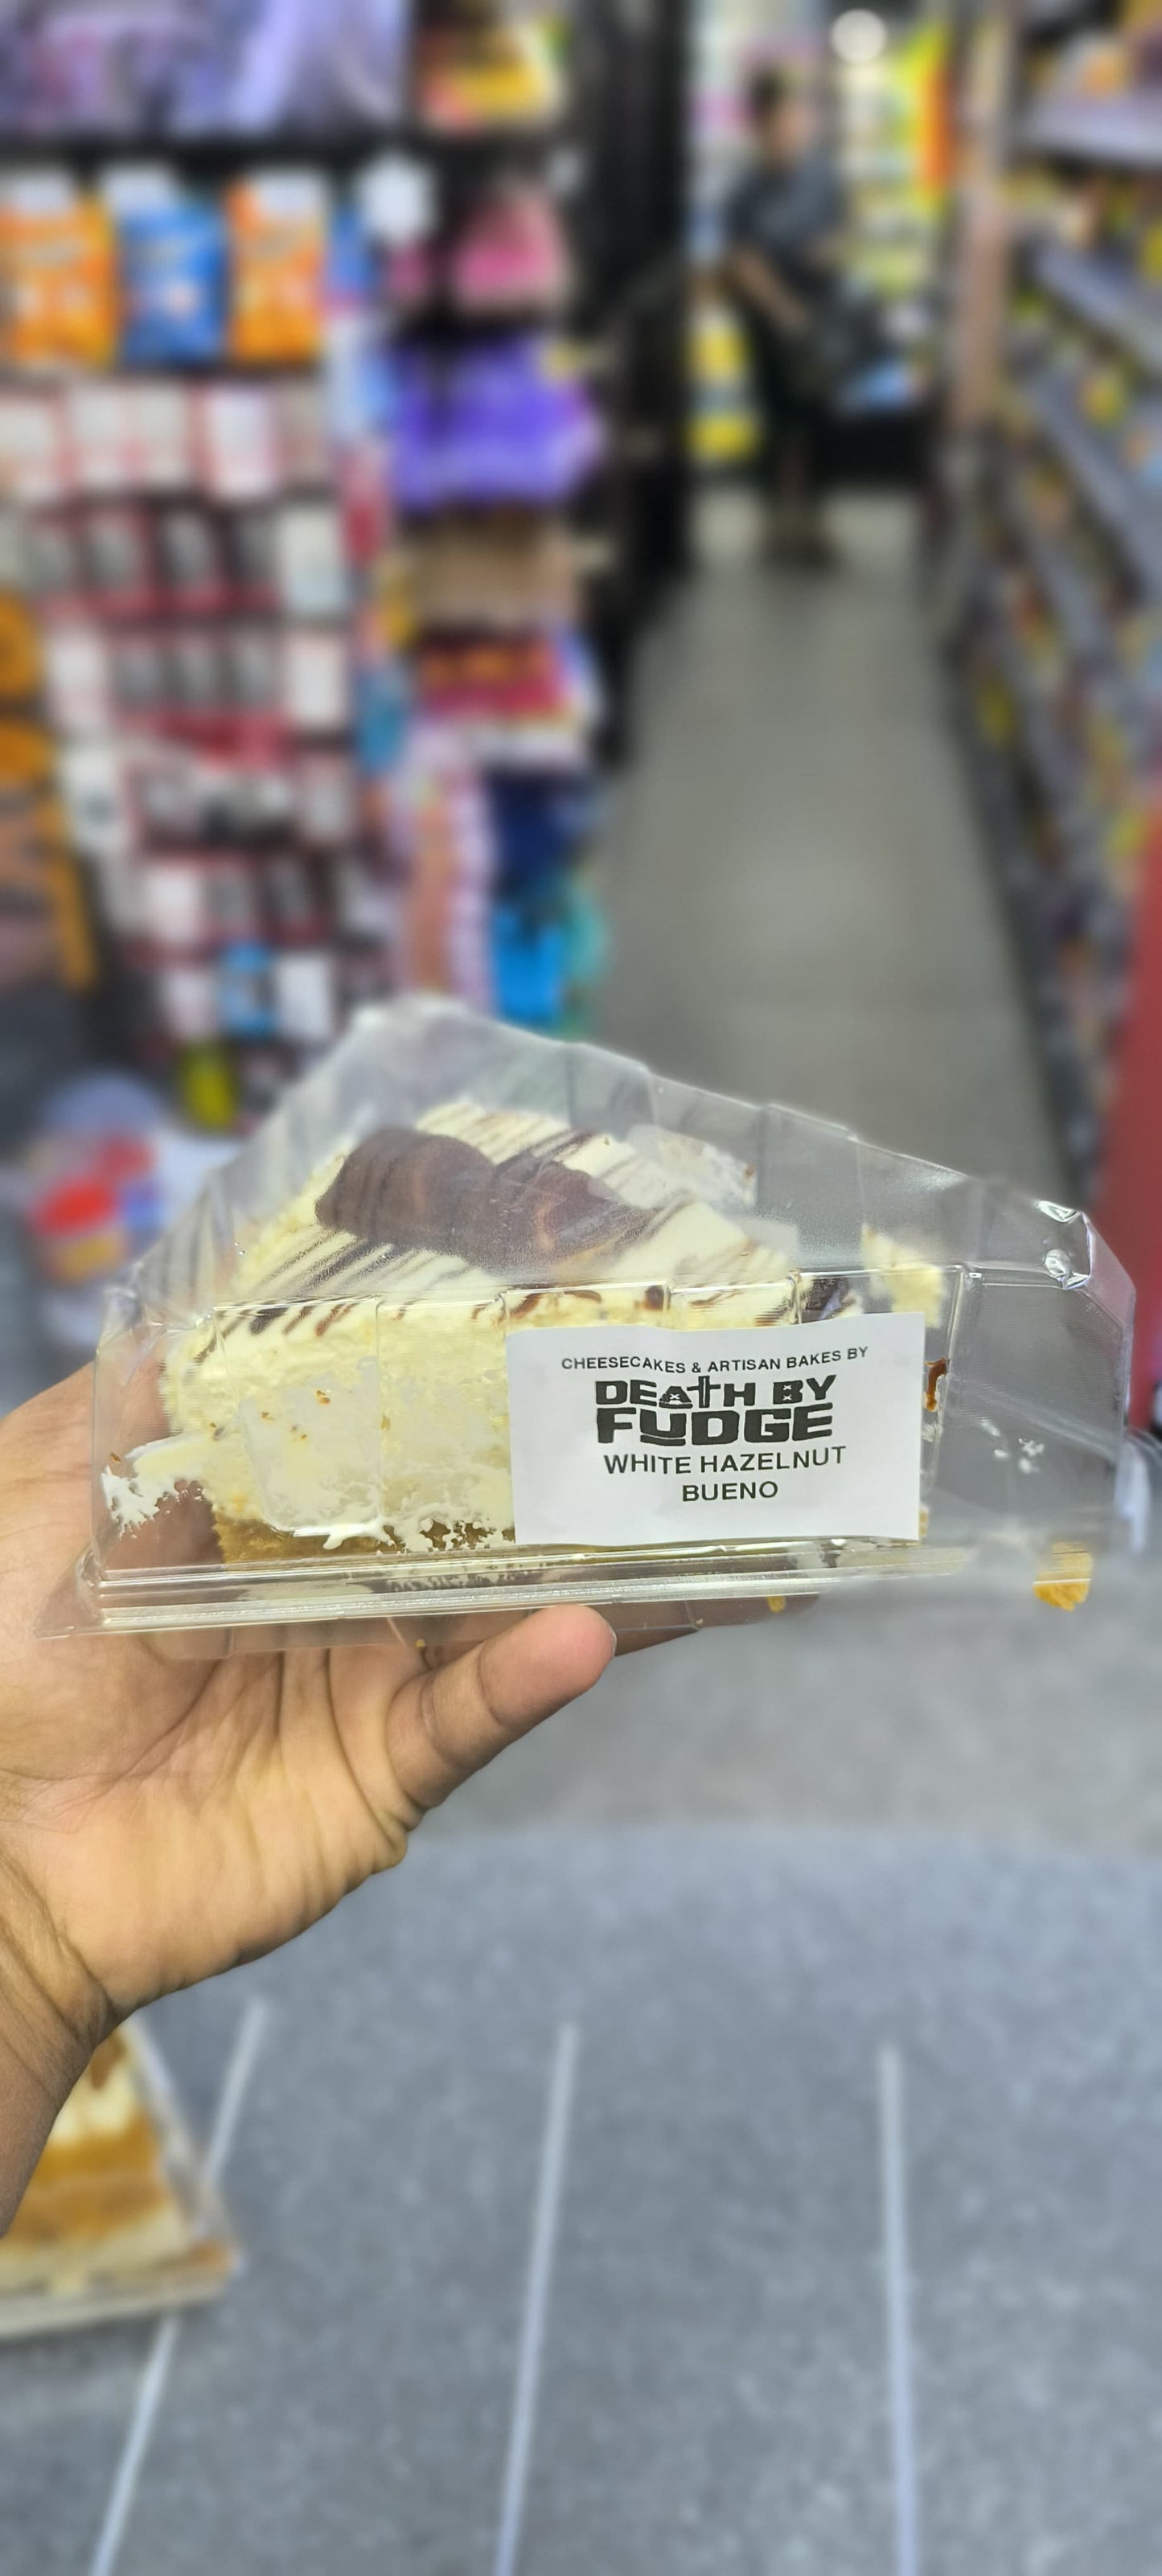 CHEESECAKES & ARTISAN BAKES BY
DEATH BY
FUDGE
WHITE HAZELNUT
BUENO